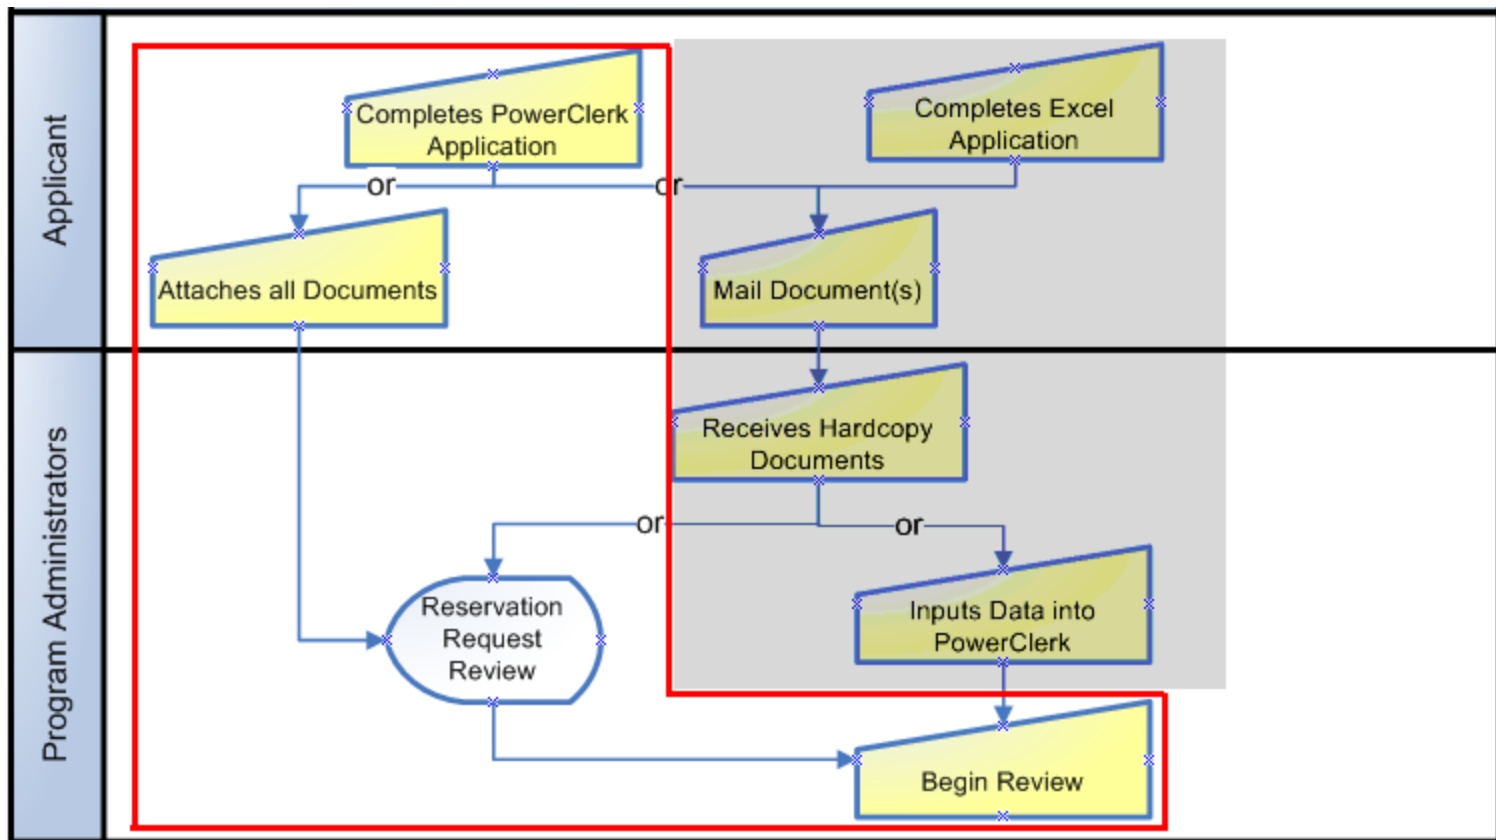 Applicant
Completes PowerClerk
Application
Completes Excel
Application
or
or
Attaches all Documents
Mail Document(s)
Program Administrators
Receives Hardcopy
Documents
or
or
Reservation
Request
Review
Inputs Data into
PowerClerk
Begin Review